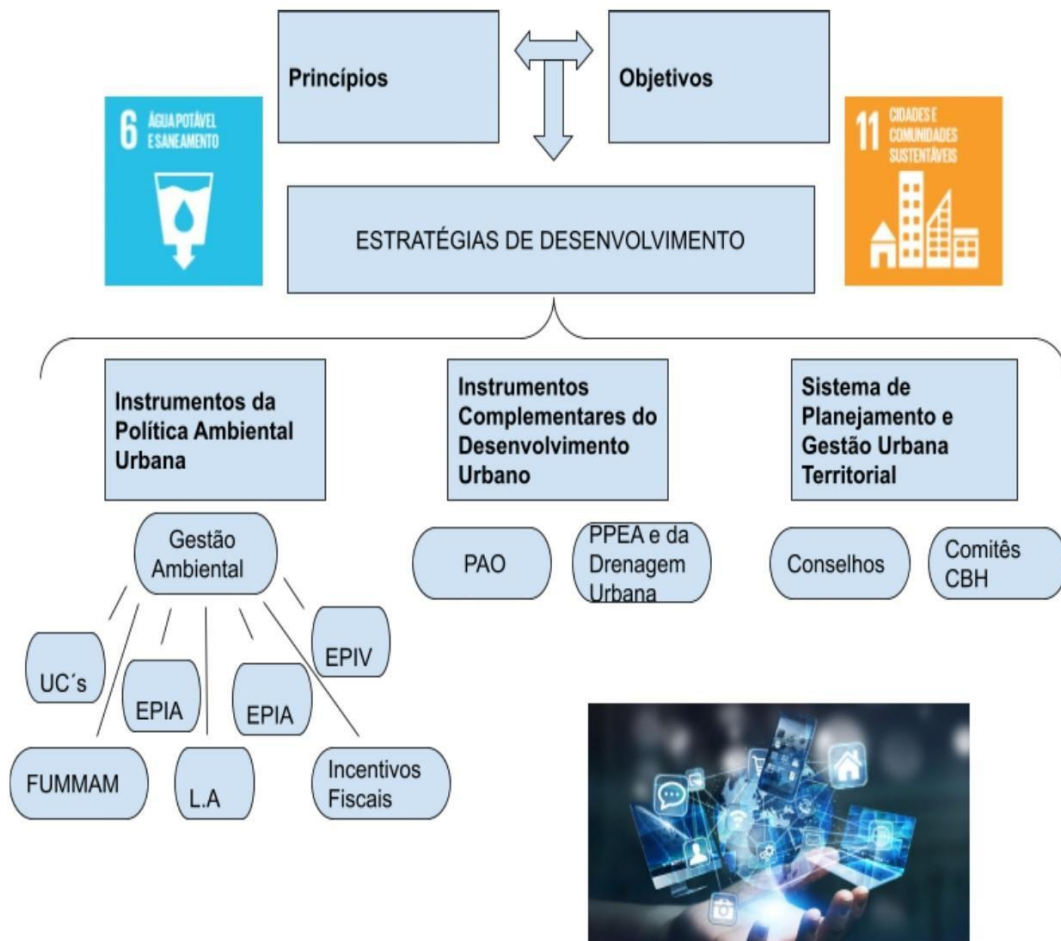 Princípios
Objetivos
6 ÁGUA POTÁVEL
E SANEAMENTO
11 CIDADES E
COMUNIDADES
SUSTENTÁVEIS
ESTRATÉGIAS DE DESENVOLVIMENTO
Instrumentos da
Política Ambiental
Urbana
Instrumentos
Complementares do
Desenvolvimento
Urbano
Sistema de
Planejamento e
Gestão Urbana
Territorial
Gestão
Ambiental
PAO
PPEA e da
Drenagem
Urbana
Conselhos
Comitês
CBH
UC´s
EPIA
EPIA
EPIV
FUMMAM
L.A
Incentivos
Fiscais